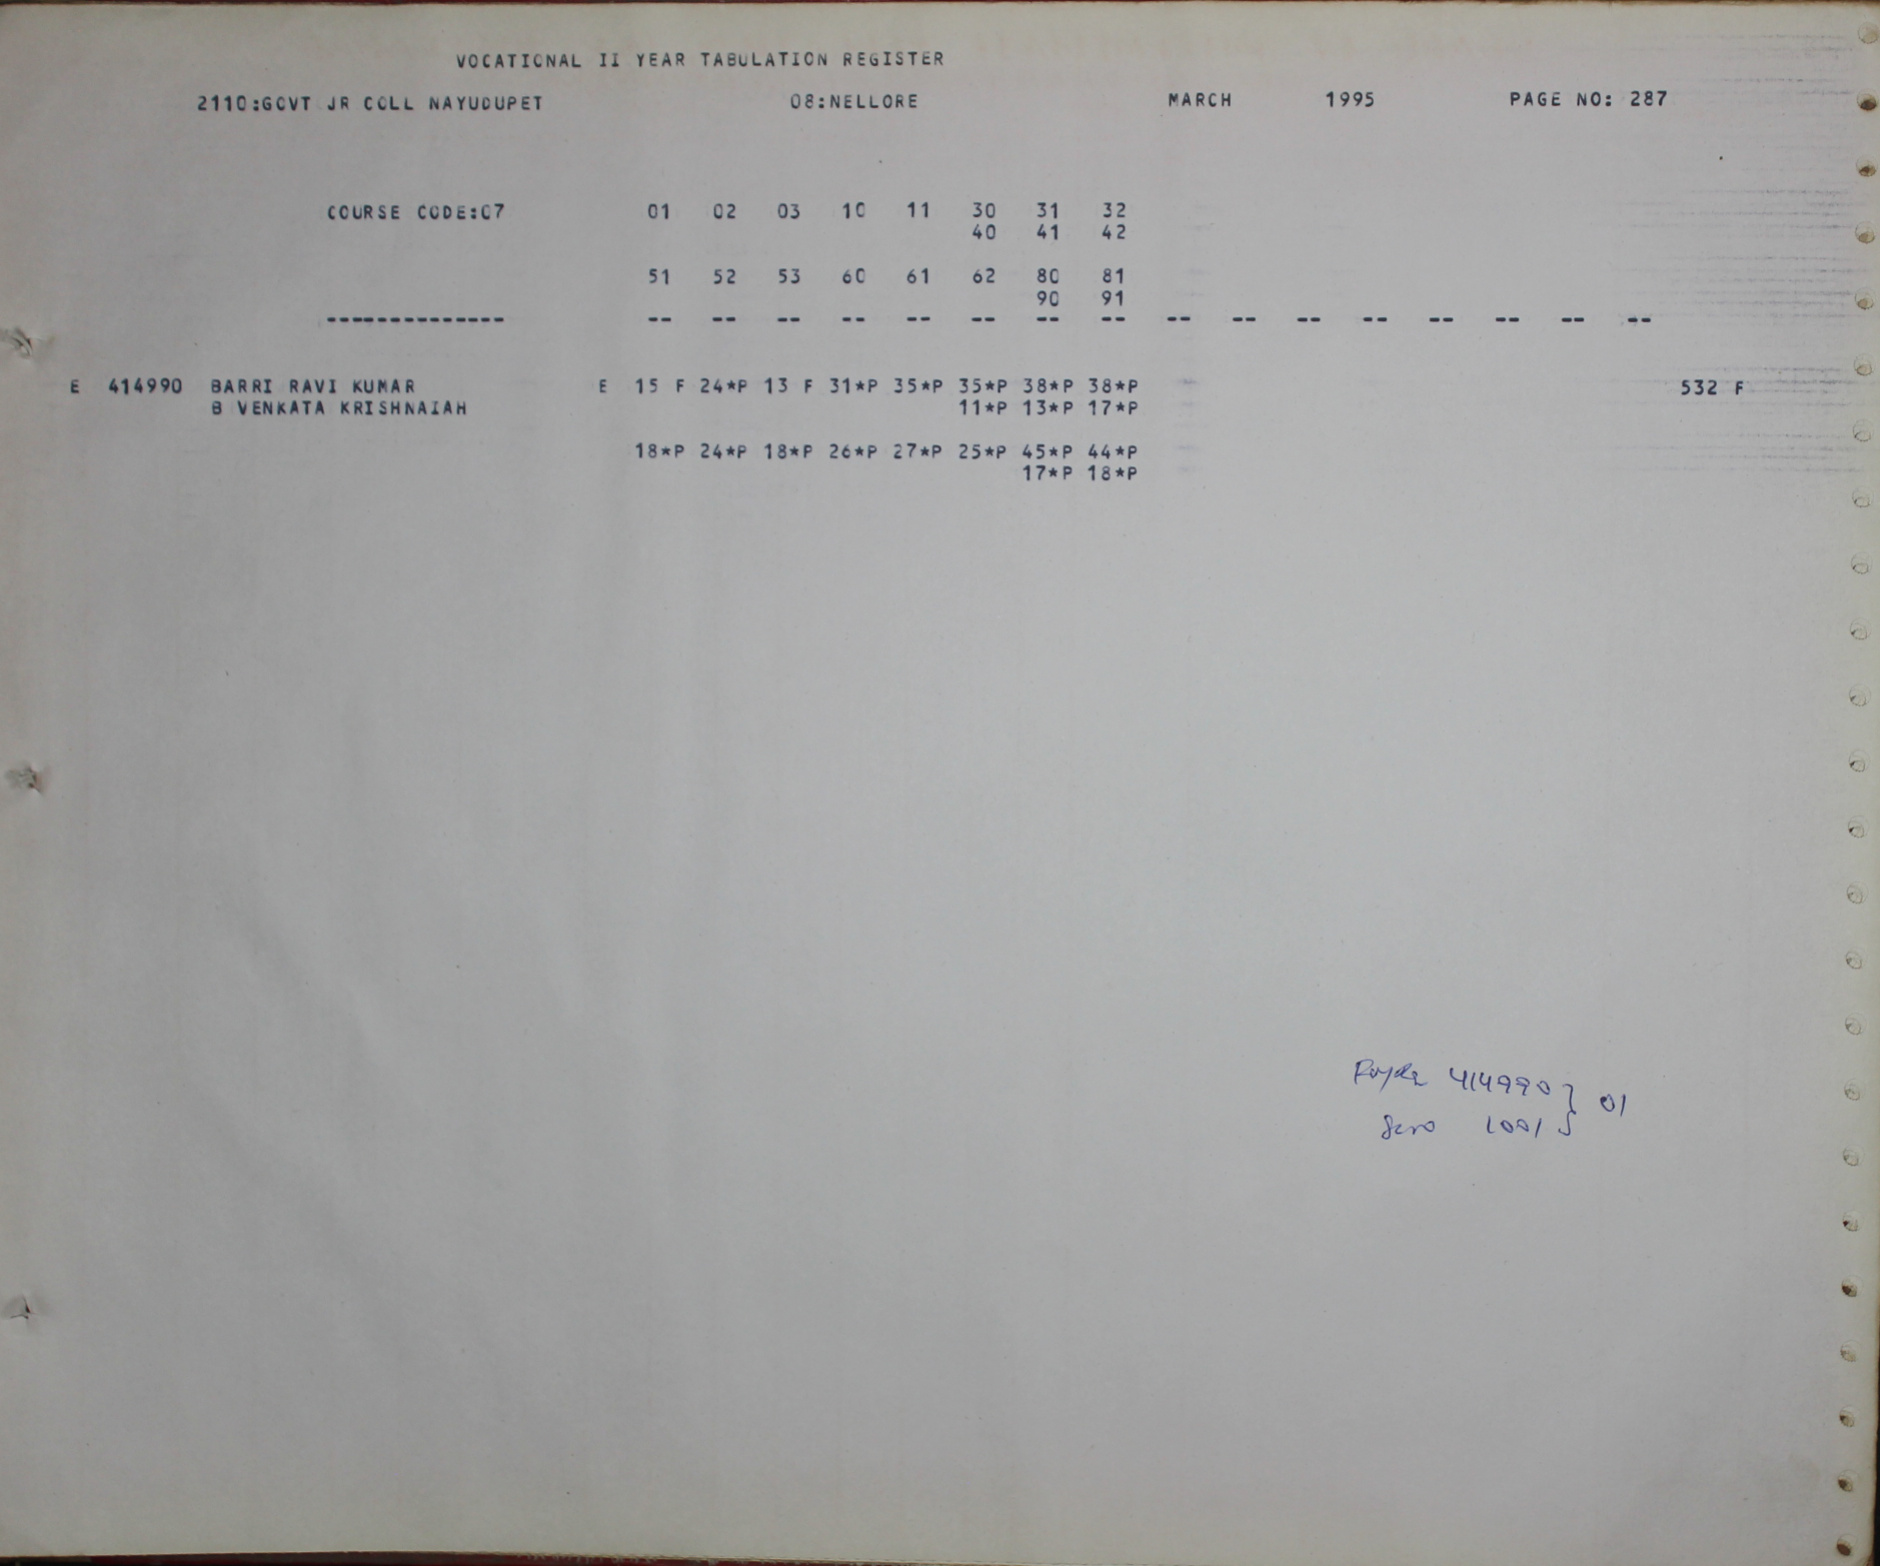 VOCATIONAL II YEAR TABULATION REGISTER
2110:GOVT JR COLL NAYUDUPET 08:NELLORE MARCH 1995 PAGE NO: 287
COURSE CODE:07 01 02 03 10 11 30 31 32
40 41 42
51 52 53 60 61 62 80 81
90 91
-------------- -- -- -- -- -- -- -- -- -- -- -- -- -- -- -- --
E 414990 BARRI RAVI KUMAR E 15 F 24*P 13 F 31*P 35*P 35*P 38*P 38*P 532 F
B VENKATA KRISHNAIAH 11*P 13*P 17*P
18*P 24*P 18*P 26*P 27*P 25*P 45*P 44*P
17*P 18*P
414990 } 01